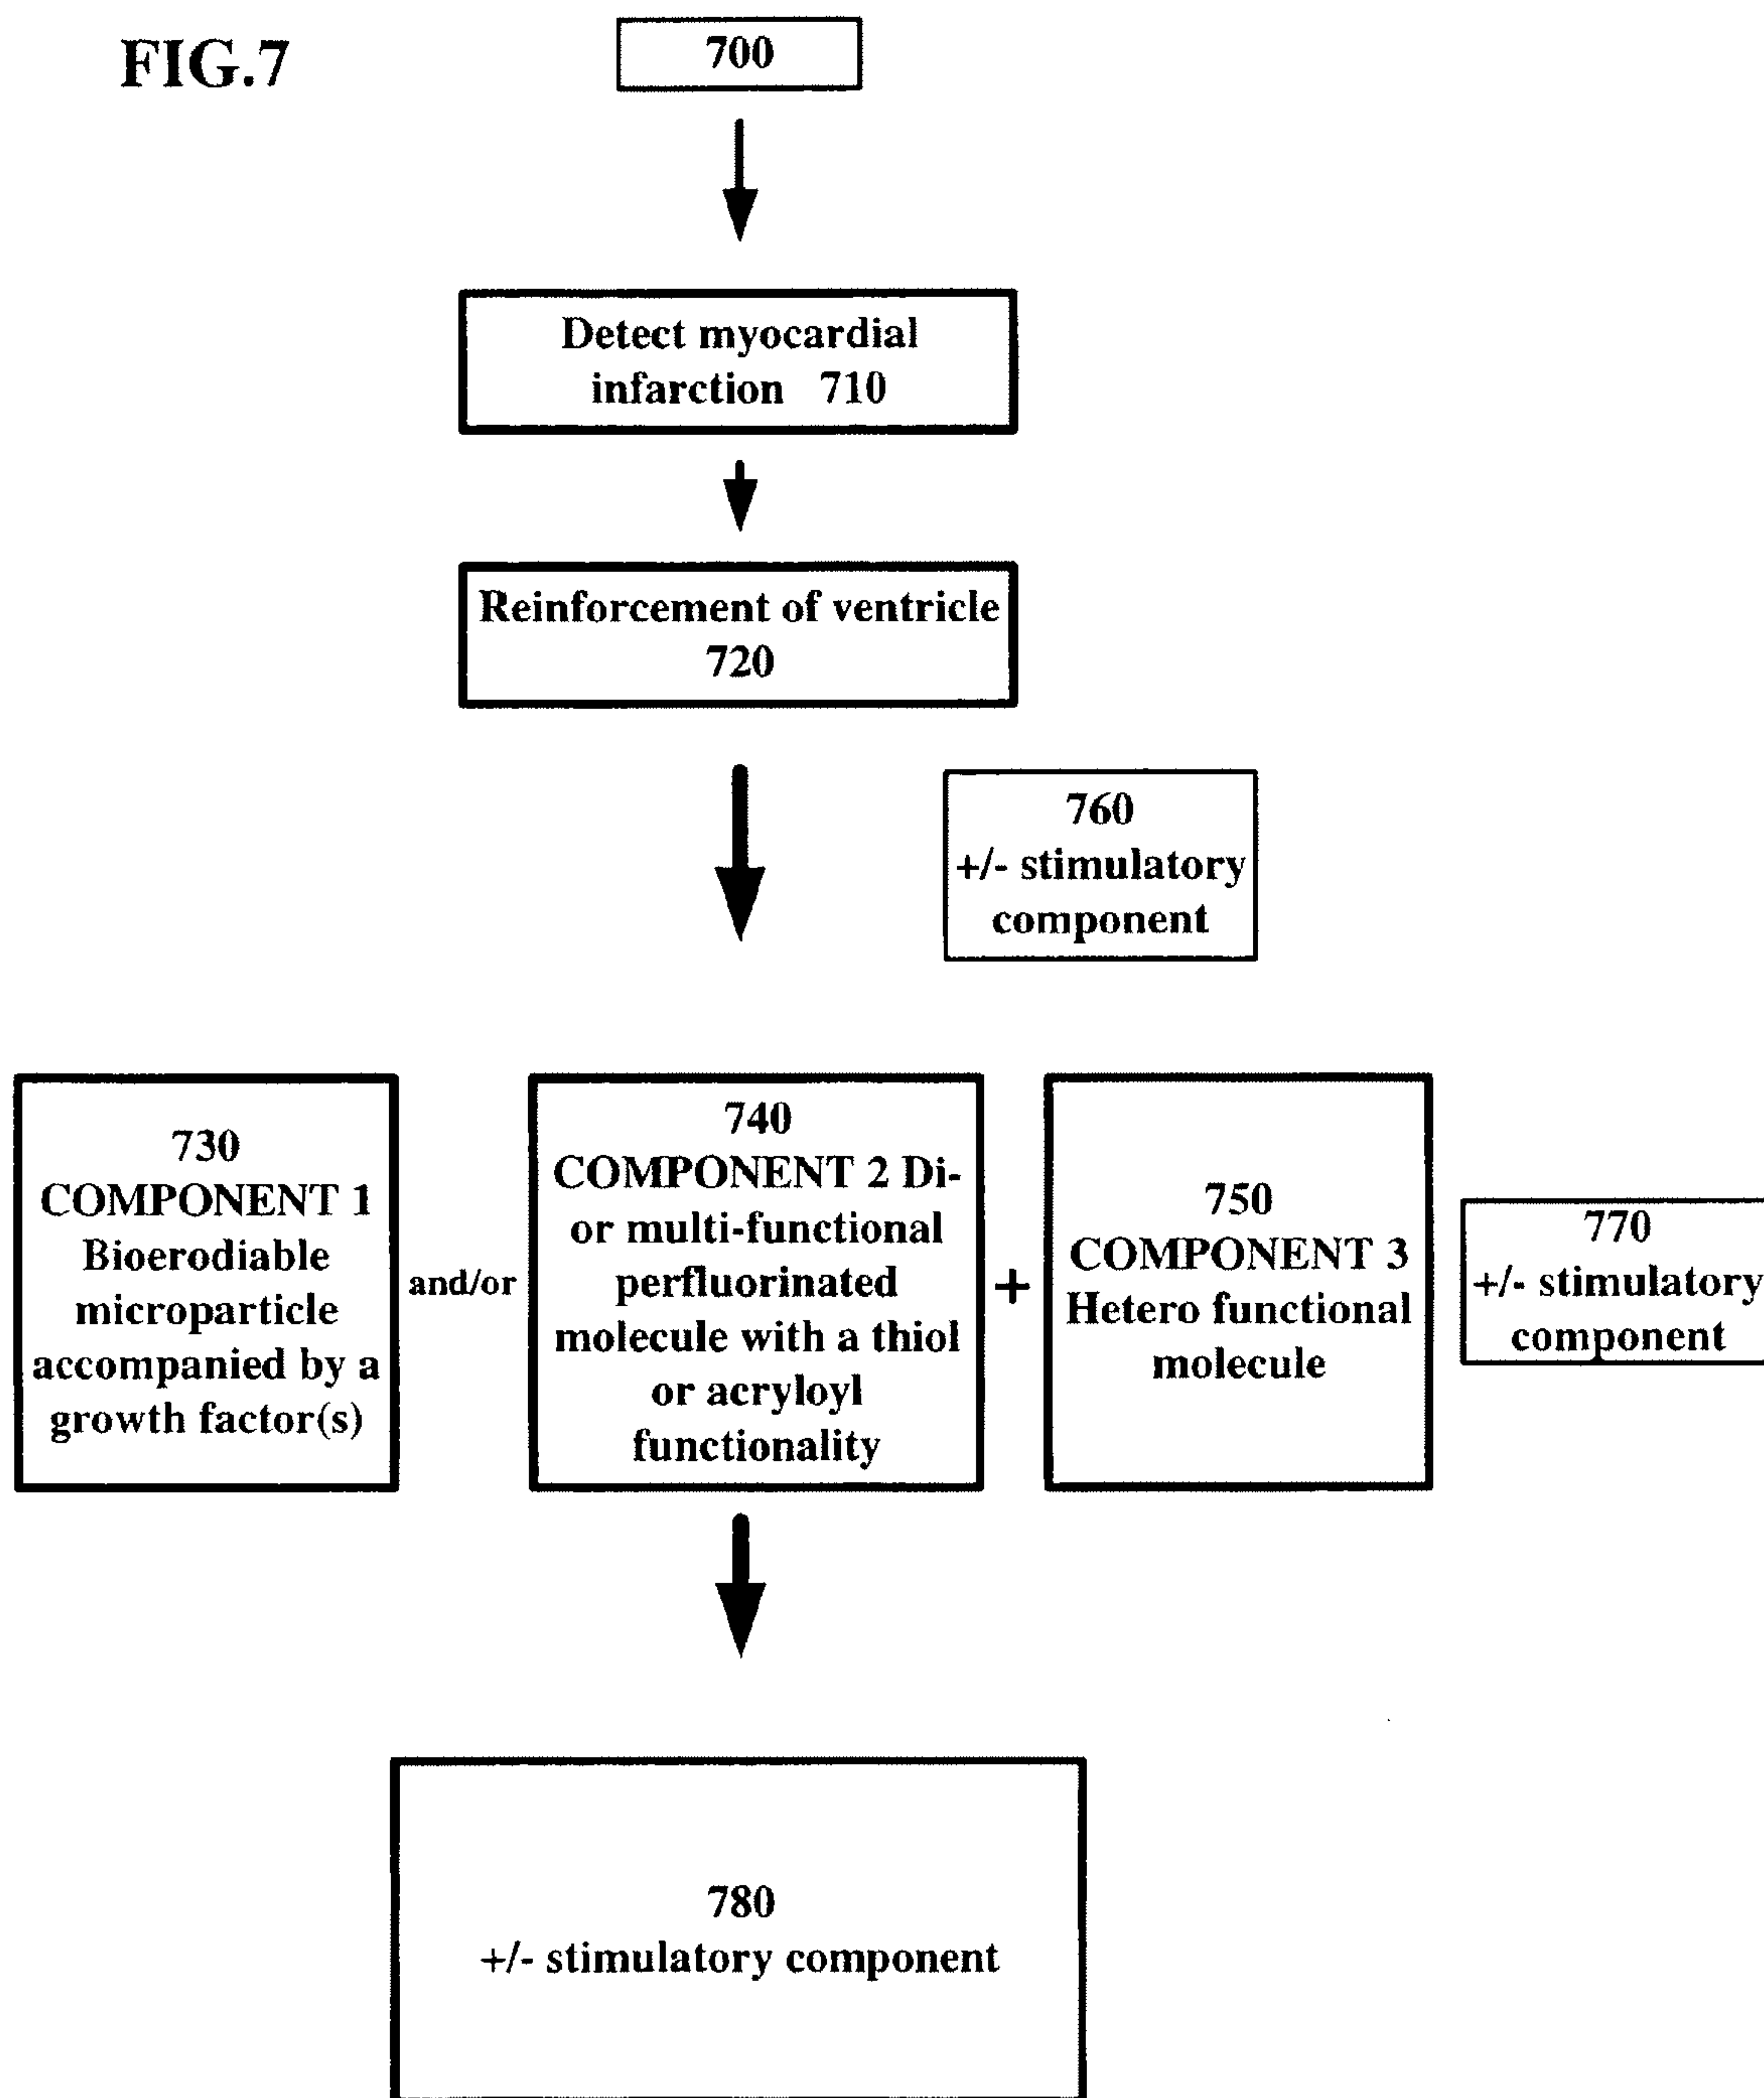 FIG.7
700
Detect myocardial
infarction 710
Reinforcement of ventricle
720
760
+/- stimulatory
component
730
COMPONENT 1
Bioerodiable
microparticle
accompanied by a
growth factor(s)
and/or
740
COMPONENT 2 Di-
or multi-functional
perfluorinated
molecule with a thiol
or acryloyl
functionality
+
750
COMPONENT 3
Hetero functional
molecule
770
+/- stimulatory
component
780
+/- stimulatory component